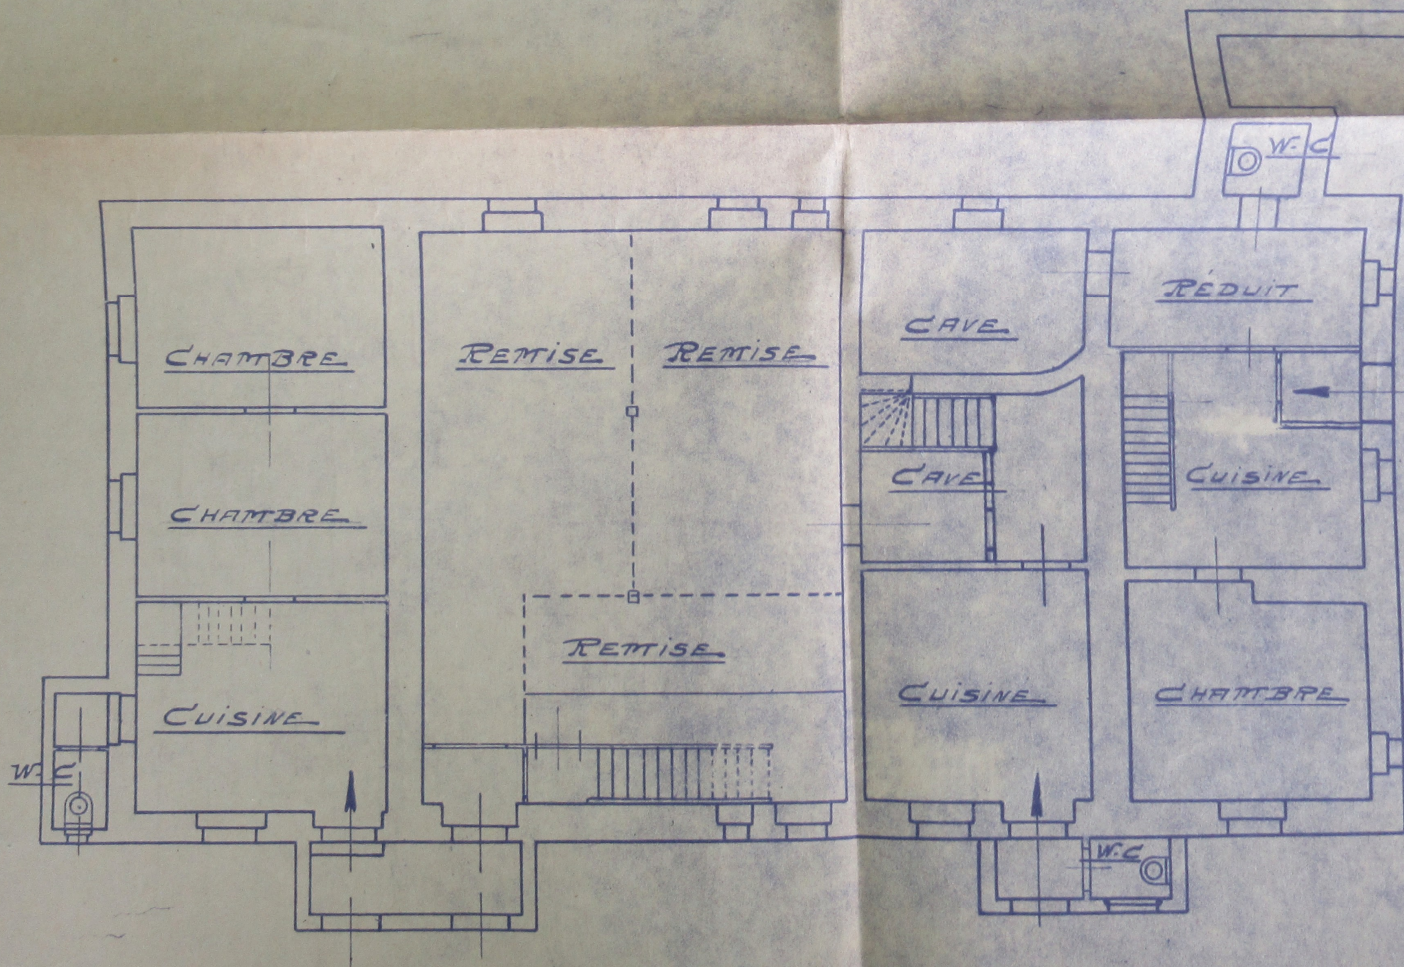 W-C
RÉDUIT
CAVE
CHAMBRE
REMISE
REMISE
CAVE
CUISINE
CHAMBRE
REMISE
CUISINE
CHAMBRE
CUISINE
W-C
W-C